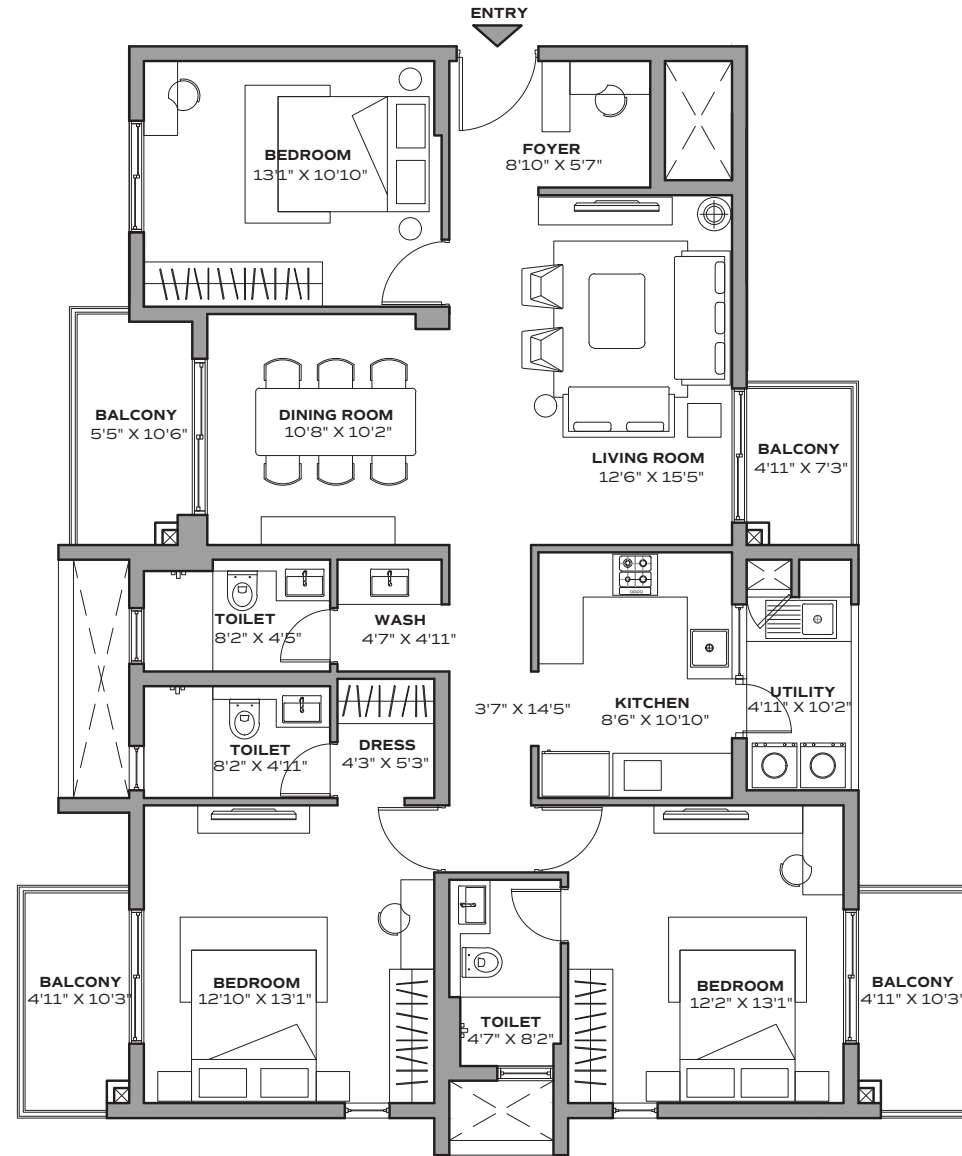 ENTRY
BEDROOM
13'1" X 10'10"
FOYER
8'10" X 5'7"
BALCONY
5'5" X 10'6"
DINING ROOM
10'8" X 10'2"
LIVING ROOM
12'6" X 15'5"
BALCONY
4'11" X 7'3"
TOILET
8'2" X 4'5"
WASH
4'7" X 4'11"
TOILET
8'2" X 4'11"
DRESS
4'3" X 5'3"
3'7" X 14'5"
KITCHEN
8'6" X 10'10"
UTILITY
4'11" X 10'2"
BALCONY
4'11" X 10'3"
BEDROOM
12'10" X 13'1"
TOILET
4'7" X 8'2"
BEDROOM
12'2" X 13'1"
BALCONY
4'11" X 10'3"